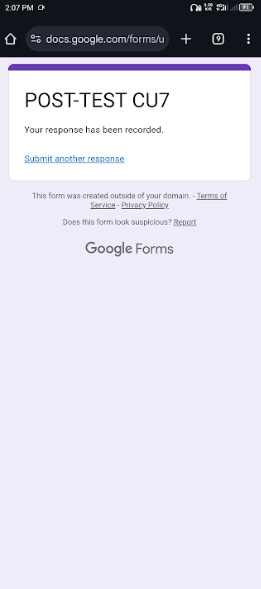 2:07 PM
docs.google.com/forms/u
9
POST-TEST CU7
Your response has been recorded.
Submit another response
This form was created outside of your domain. - Terms of
Service - Privacy Policy
Does this form look suspicious? Report
Google Forms